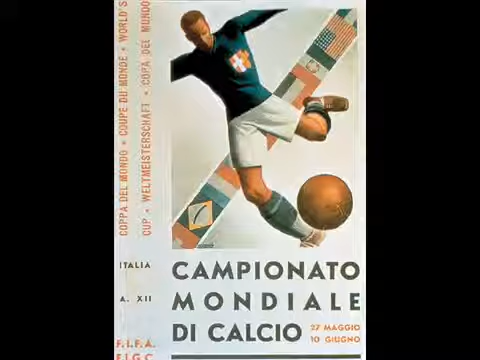 COPPA DEL MONDO • COUPE DU MONDE • WORLD'S
CUP • WELTMEISTERSCHAFT • COPA DEL MUNDO
ITALIA
A. XII
F.I.F.A.
F.I.G.C.
CAMPIONATO
MONDIALE
DI CALCIO
27 MAGGIO
10 GIUGNO